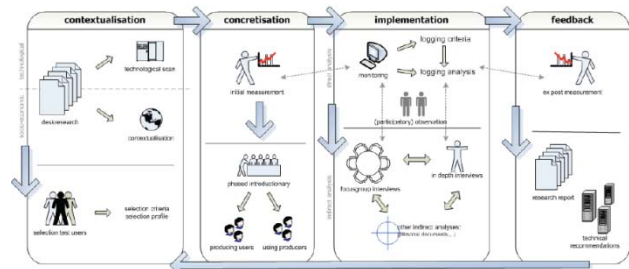 contextualisation
concretisation
implementation
feedback
technological
socio-economic
deskresearch
technological scan
contextualisation
selection test users
selection criteria
selection profile
initial measurement
phased introductionary
producing users
using producers
direct analysis
indirect analysis
monitoring
logging criteria
logging analysis
(participatory) observation
focusgroup interviews
in depth interviews
other indirect analyses:
ex post measurement
research report
technical
recommendations